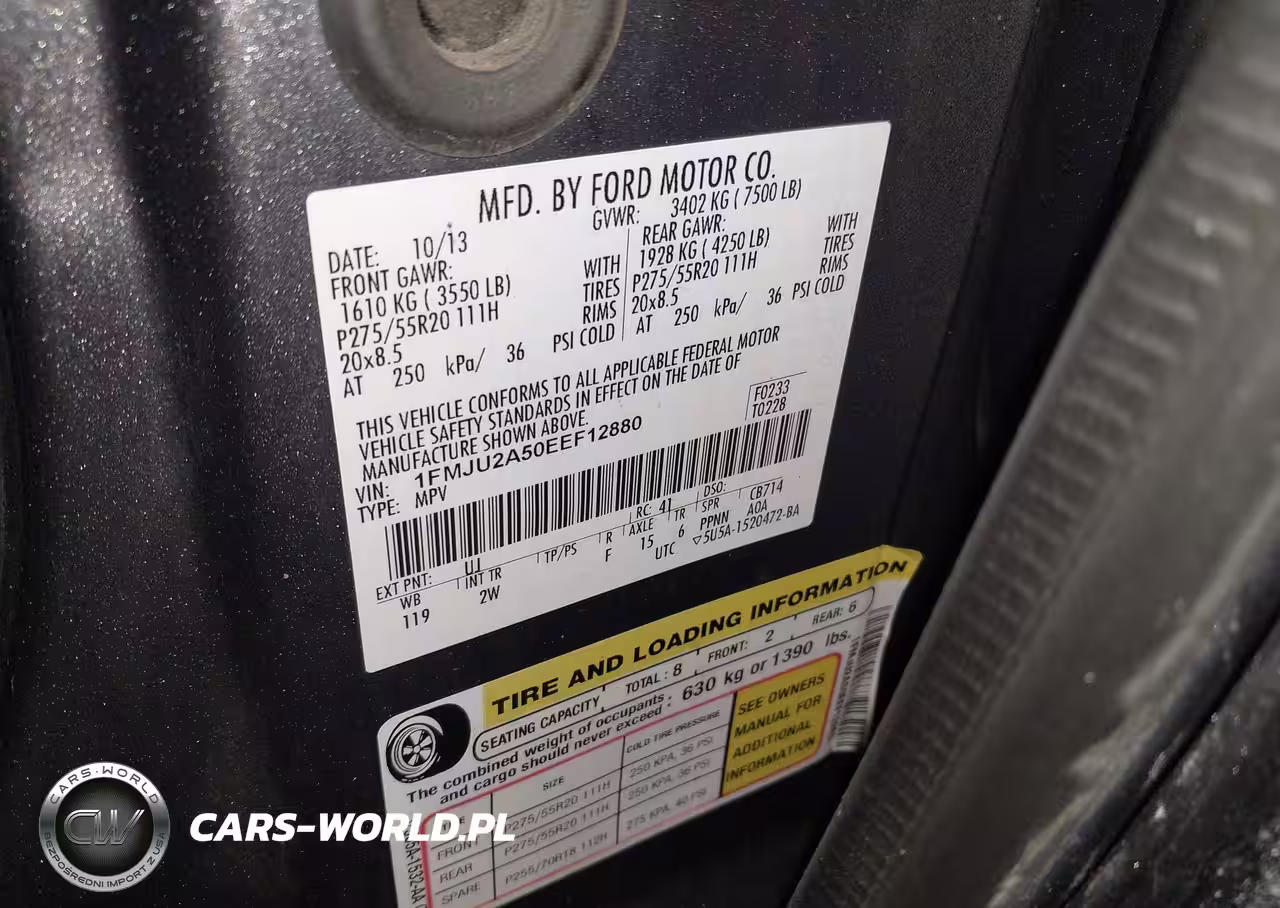 MFD. BY FORD MOTOR CO.
DATE: 10/13
GVWR: 3402 KG ( 7500 LB)
FRONT GAWR:
1610 KG ( 3550 LB) WITH
P275/55R20 111H TIRES
20x8.5 RIMS
AT 250 kPa/ 36 PSI COLD
REAR GAWR:
1928 KG ( 4250 LB) WITH
P275/55R20 111H TIRES
20x8.5 RIMS
AT 250 kPa/ 36 PSI COLD
THIS VEHICLE CONFORMS TO ALL APPLICABLE FEDERAL MOTOR
VEHICLE SAFETY STANDARDS IN EFFECT ON THE DATE OF
MANUFACTURE SHOWN ABOVE.
VIN: 1FMJU2A50EEF12880
TYPE: MPV
F0233
T0228
EXT PNT: UJ RC: 41 DSO: CB714
WB INT TR TP/PS R AXLE TR SPR PPNN A0A
119 2W F 15 6 UTC ▽5U5A-1520472-BA
TIRE AND LOADING INFORMATION
SEATING CAPACITY TOTAL : 8 FRONT: 2 REAR: 6
The combined weight of occupants
and cargo should never exceed : 630 kg or 1390 lbs.
TIRE SIZE COLD TIRE PRESSURE
FRONT P275/55R20 111H 250 KPA, 36 PSI
REAR P275/55R20 111H 250 KPA, 36 PSI
SPARE P255/70R18 112H 275 KPA, 40 PSI
SEE OWNERS
MANUAL FOR
ADDITIONAL
INFORMATION
CARS-WORLD
CW
BEZPOŚREDNI IMPORT Z USA
CARS-WORLD.PL